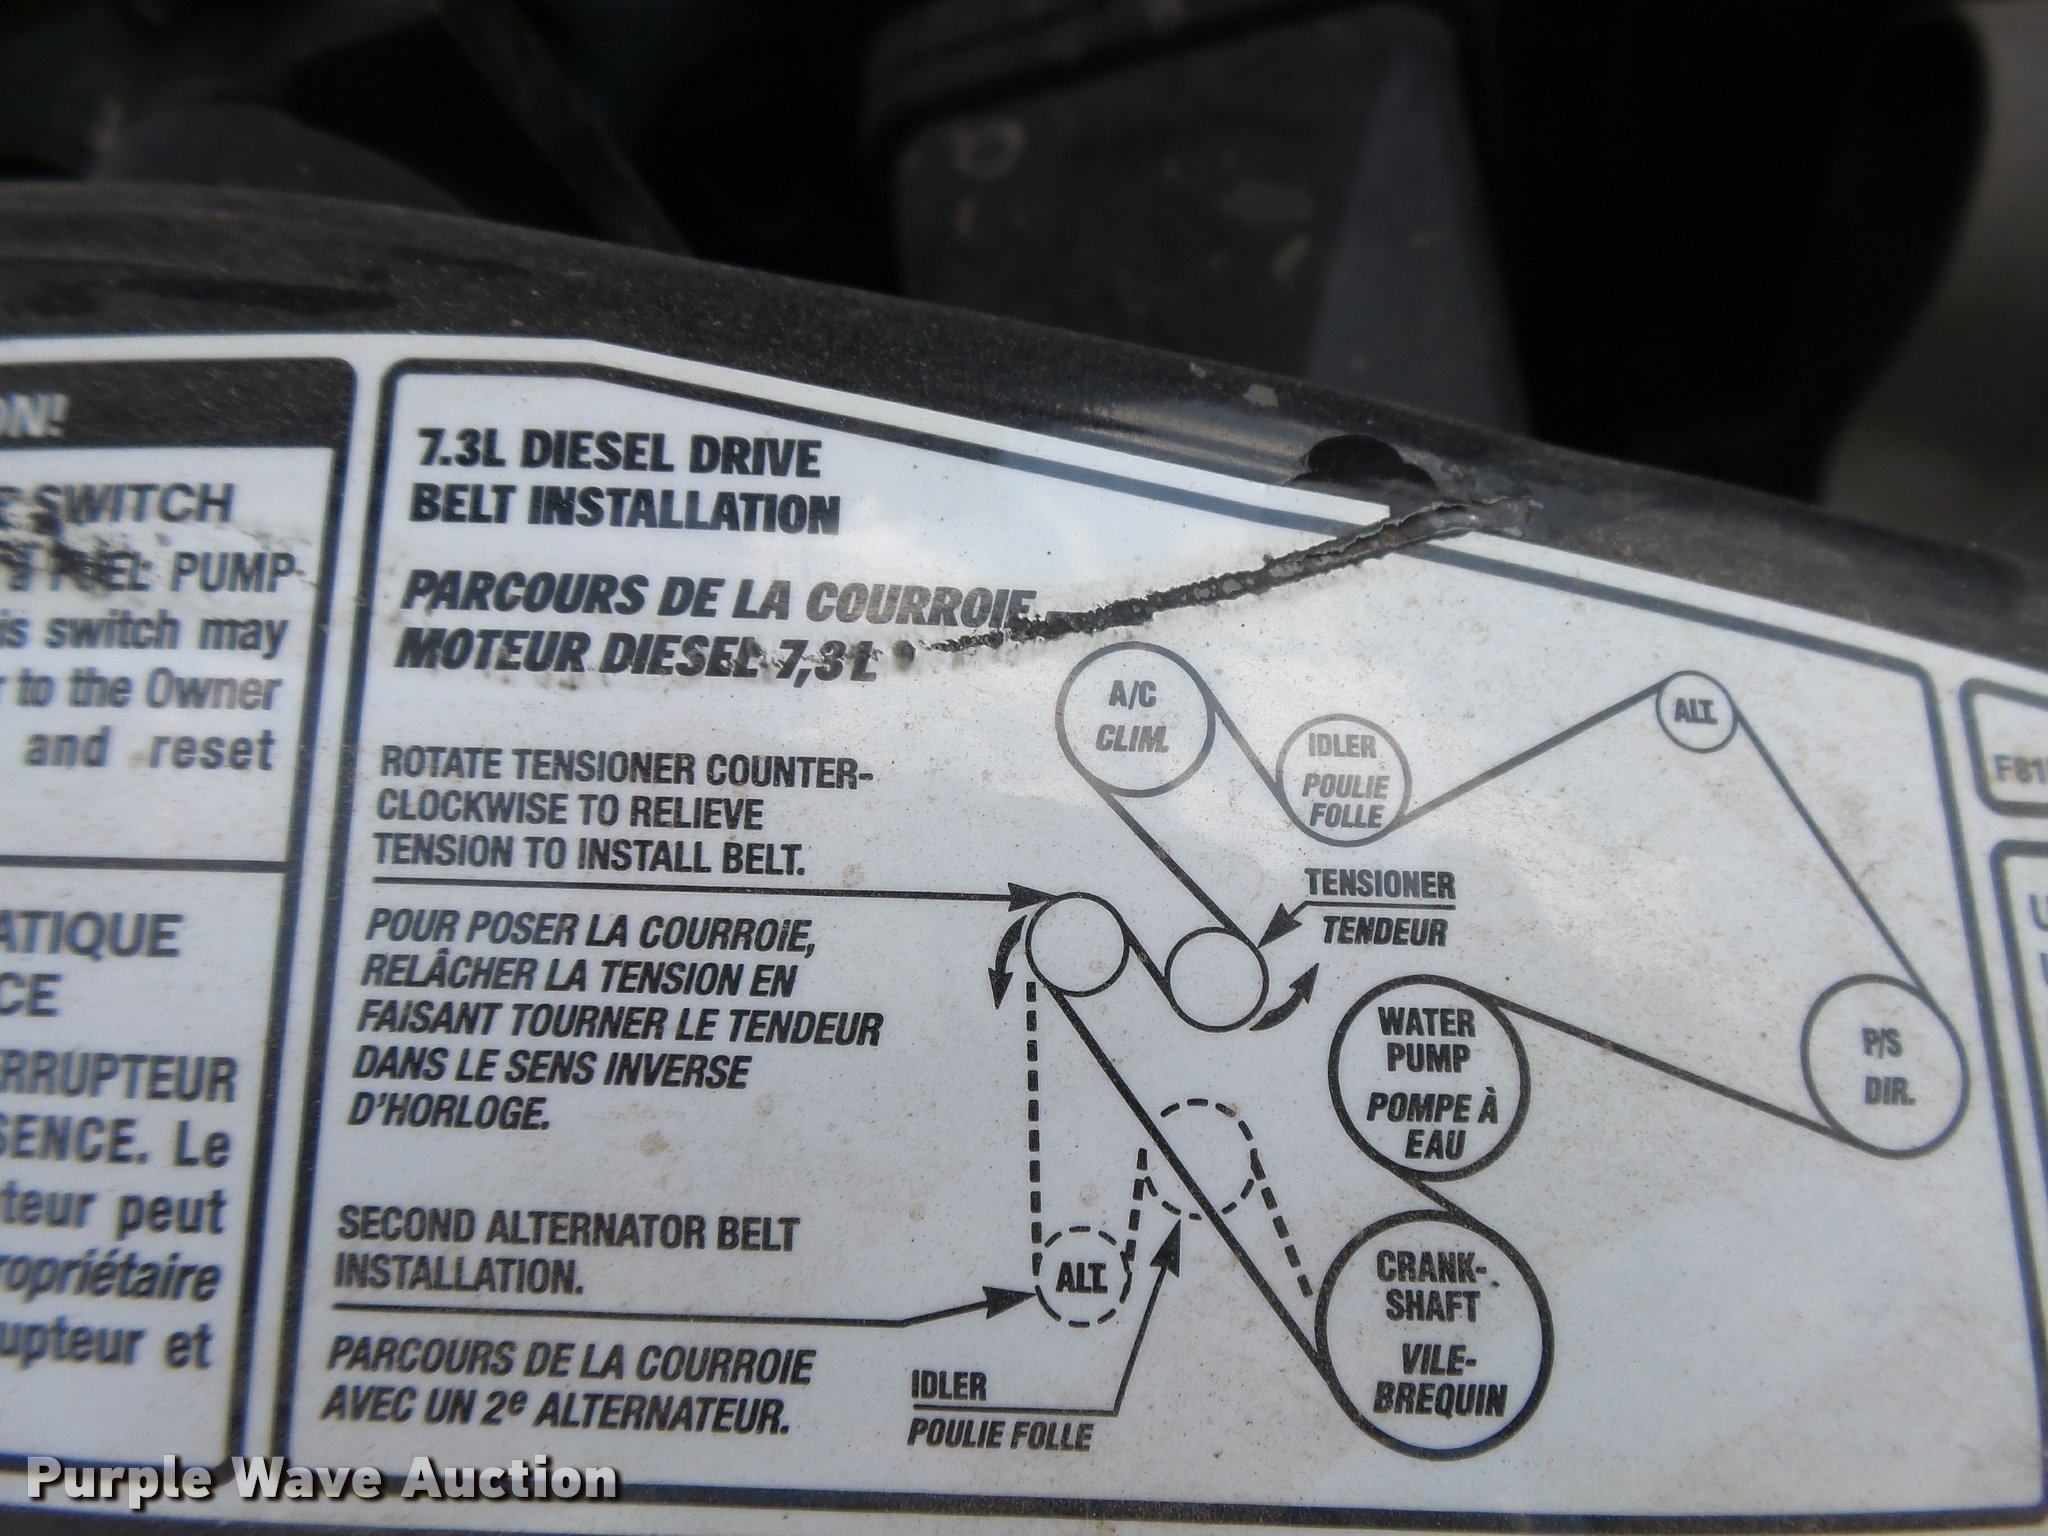 ON!
SWITCH
a FUEL PUMP
is switch may
to the Owner
and reset
ATIQUE
CE
RRUPTEUR
SENCE. Le
teur peut
ropriétaire
upteur et
7.3L DIESEL DRIVE
BELT INSTALLATION
PARCOURS DE LA COURROIE
MOTEUR DIESEL 7,3L
ROTATE TENSIONER COUNTER-
CLOCKWISE TO RELIEVE
TENSION TO INSTALL BELT.
POUR POSER LA COURROIE,
RELÂCHER LA TENSION EN
FAISANT TOURNER LE TENDEUR
DANS LE SENS INVERSE
D'HORLOGE.
SECOND ALTERNATOR BELT
INSTALLATION.
PARCOURS DE LA COURROIE
AVEC UN 2e ALTERNATEUR.
A/C
CLIM.
IDLER
POULIE
FOLLE
ALT.
TENSIONER
TENDEUR
WATER
PUMP
POMPE À
EAU
P/S
DIR.
CRANK-
SHAFT
VILE-
BREQUIN
ALT.
IDLER
POULIE FOLLE
F81
Purple Wave Auction